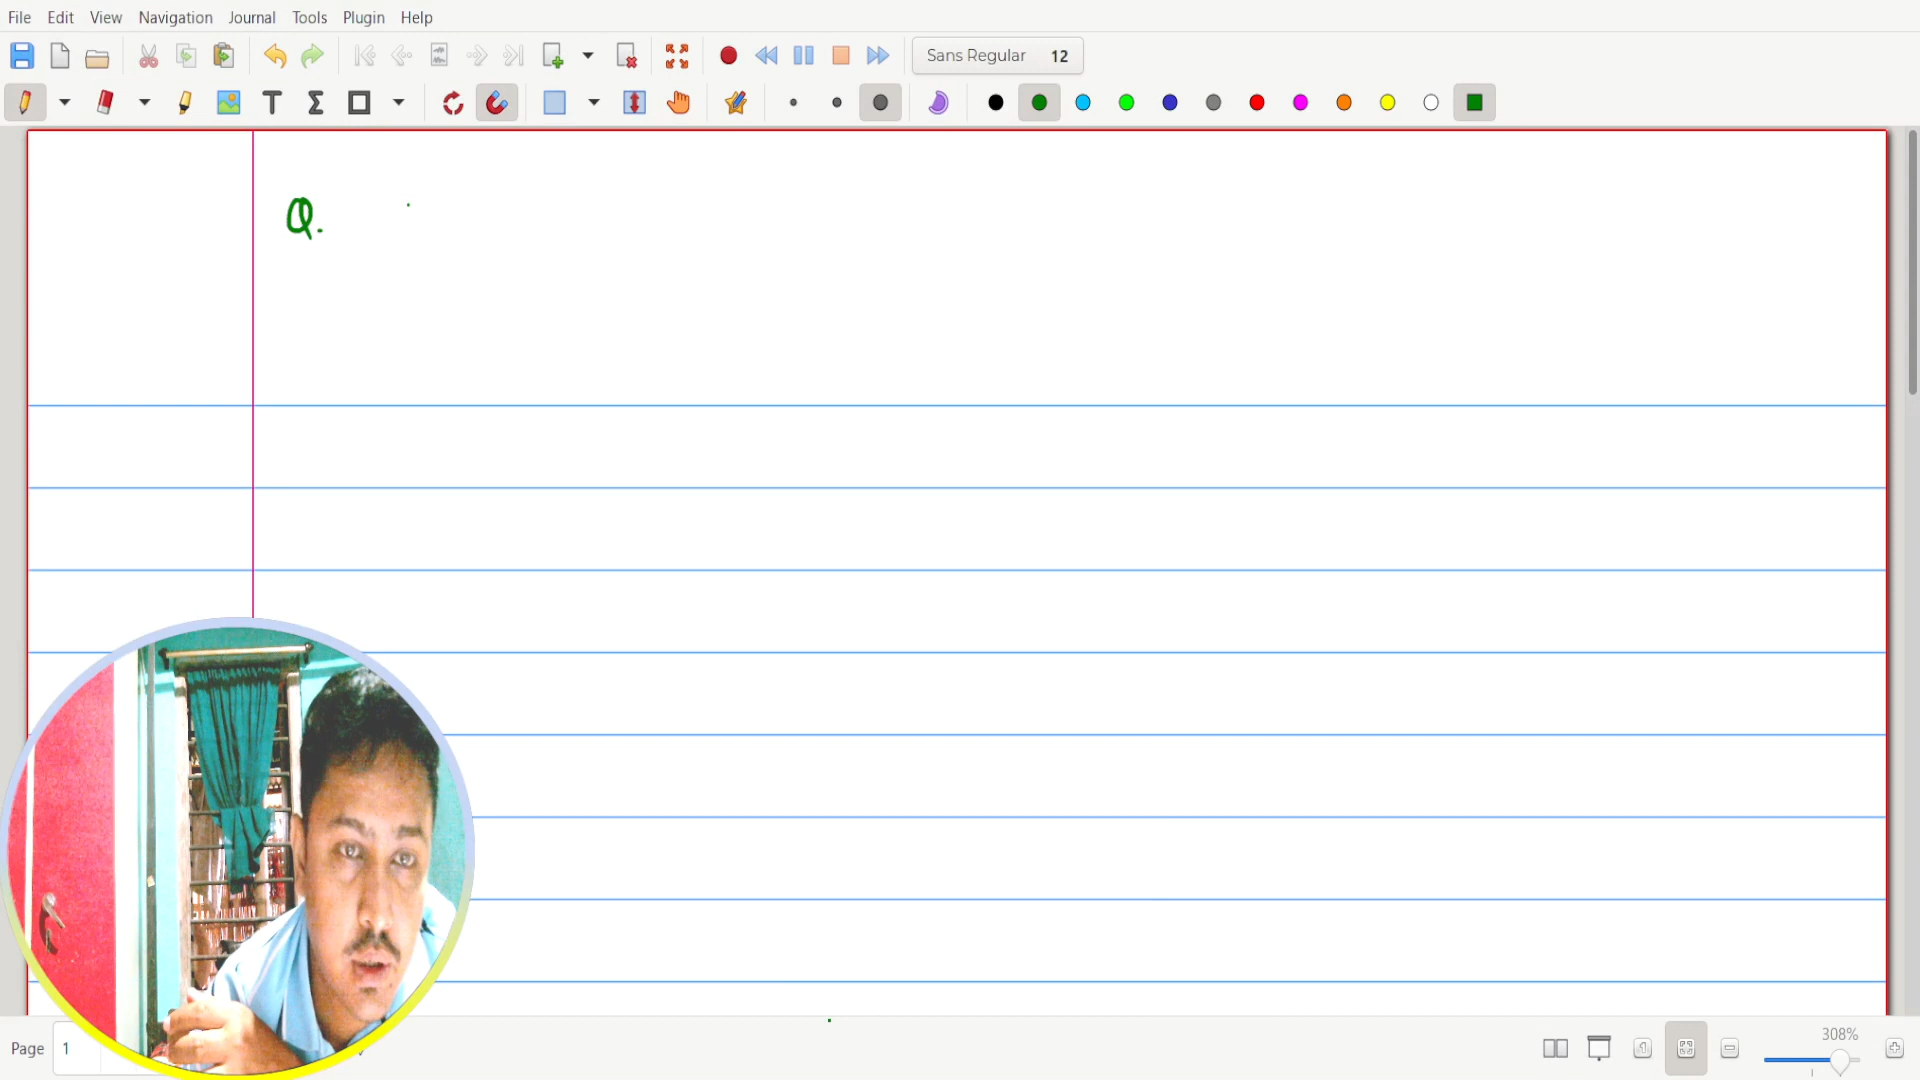 File Edit View Navigation Journal Tools Plugin Help
Sans Regular 12
Q.
308%
Page 1